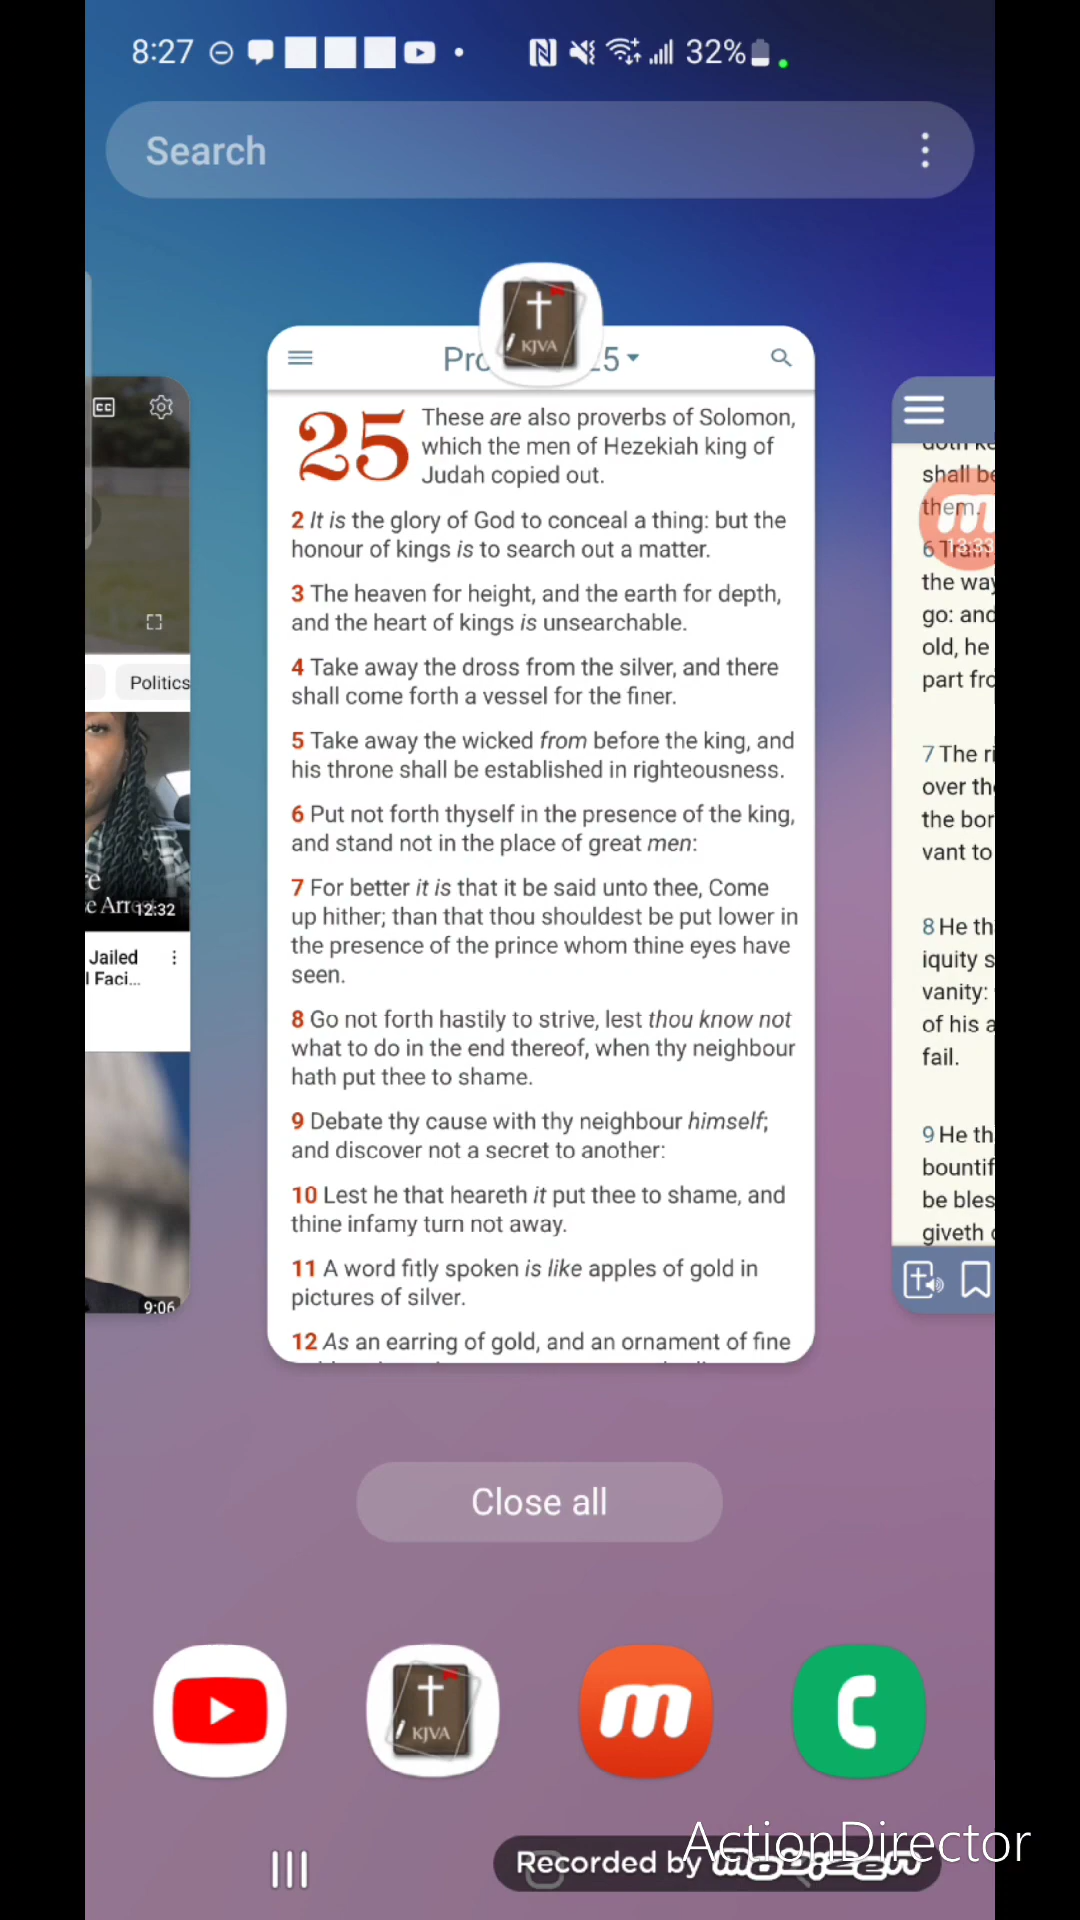 8:27
32%
Search
KJVA
Pro
25
These are also proverbs of Solomon,
which the men of Hezekiah king of
Judah copied out.
2 It is the glory of God to conceal a thing: but the
honour of kings is to search out a matter.
3 The heaven for height, and the earth for depth,
and the heart of kings is unsearchable.
4 Take away the dross from the silver, and there
shall come forth a vessel for the finer.
5 Take away the wicked from before the king, and
his throne shall be established in righteousness.
6 Put not forth thyself in the presence of the king,
and stand not in the place of great men:
7 For better it is that it be said unto thee, Come
up hither; than that thou shouldest be put lower in
the presence of the prince whom thine eyes have
seen.
8 Go not forth hastily to strive, lest thou know not
what to do in the end thereof, when thy neighbour
hath put thee to shame.
9 Debate thy cause with thy neighbour himself;
and discover not a secret to another:
10 Lest he that heareth it put thee to shame, and
thine infamy turn not away.
11 A word fitly spoken is like apples of gold in
pictures of silver.
12 As an earring of gold, and an ornament of fine
CC
Politics
12:32
Jailed
Faci...
9:06
shall be
them.
13:33
6 Train
the way
go: and
old, he
part fro
7 The ri
over the
the bor
vant to
8 He th
iquity s
vanity:
of his a
fail.
9 He th
bountif
be bles
giveth
Close all
KJVA
ActionDirector
Recorded by mobizen